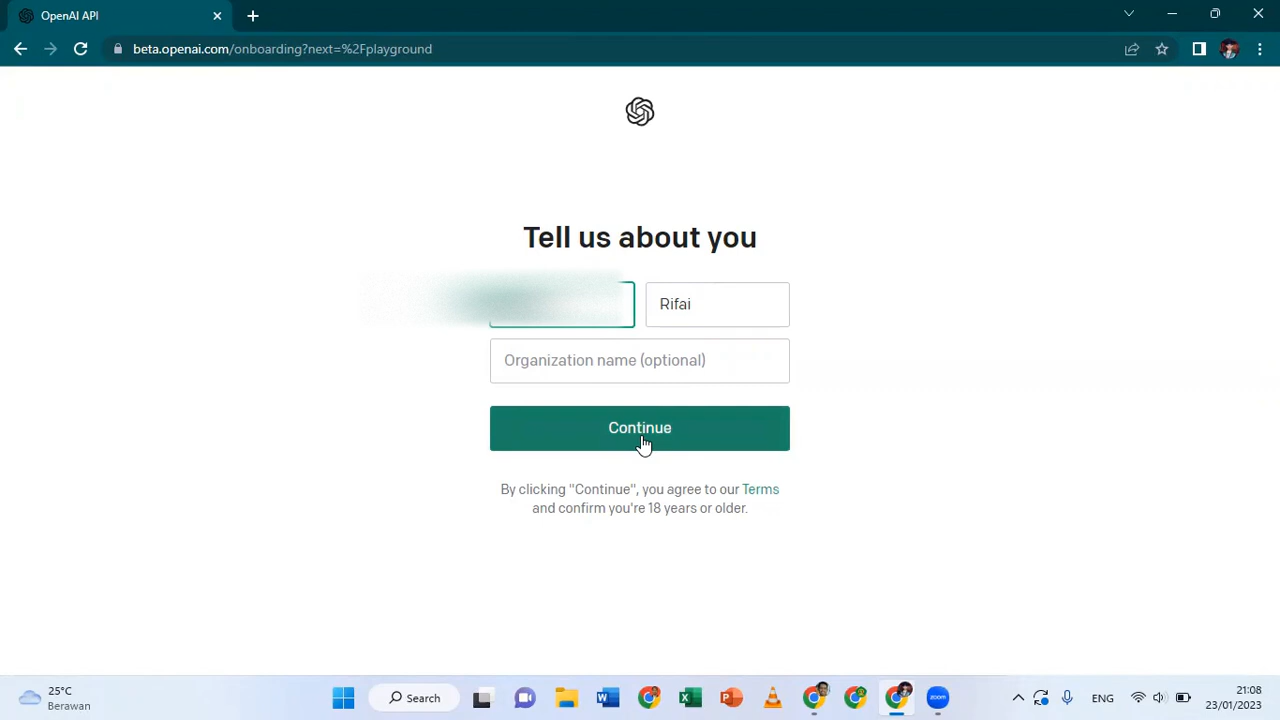 OpenAI API
beta.openai.com/onboarding?next=%2Fplayground
Tell us about you
Rifai
Organization name (optional)
Continue
By clicking "Continue", you agree to our Terms
and confirm you're 18 years or older.
25°C
Berawan
Search
zoom
ENG
21:08
23/01/2023